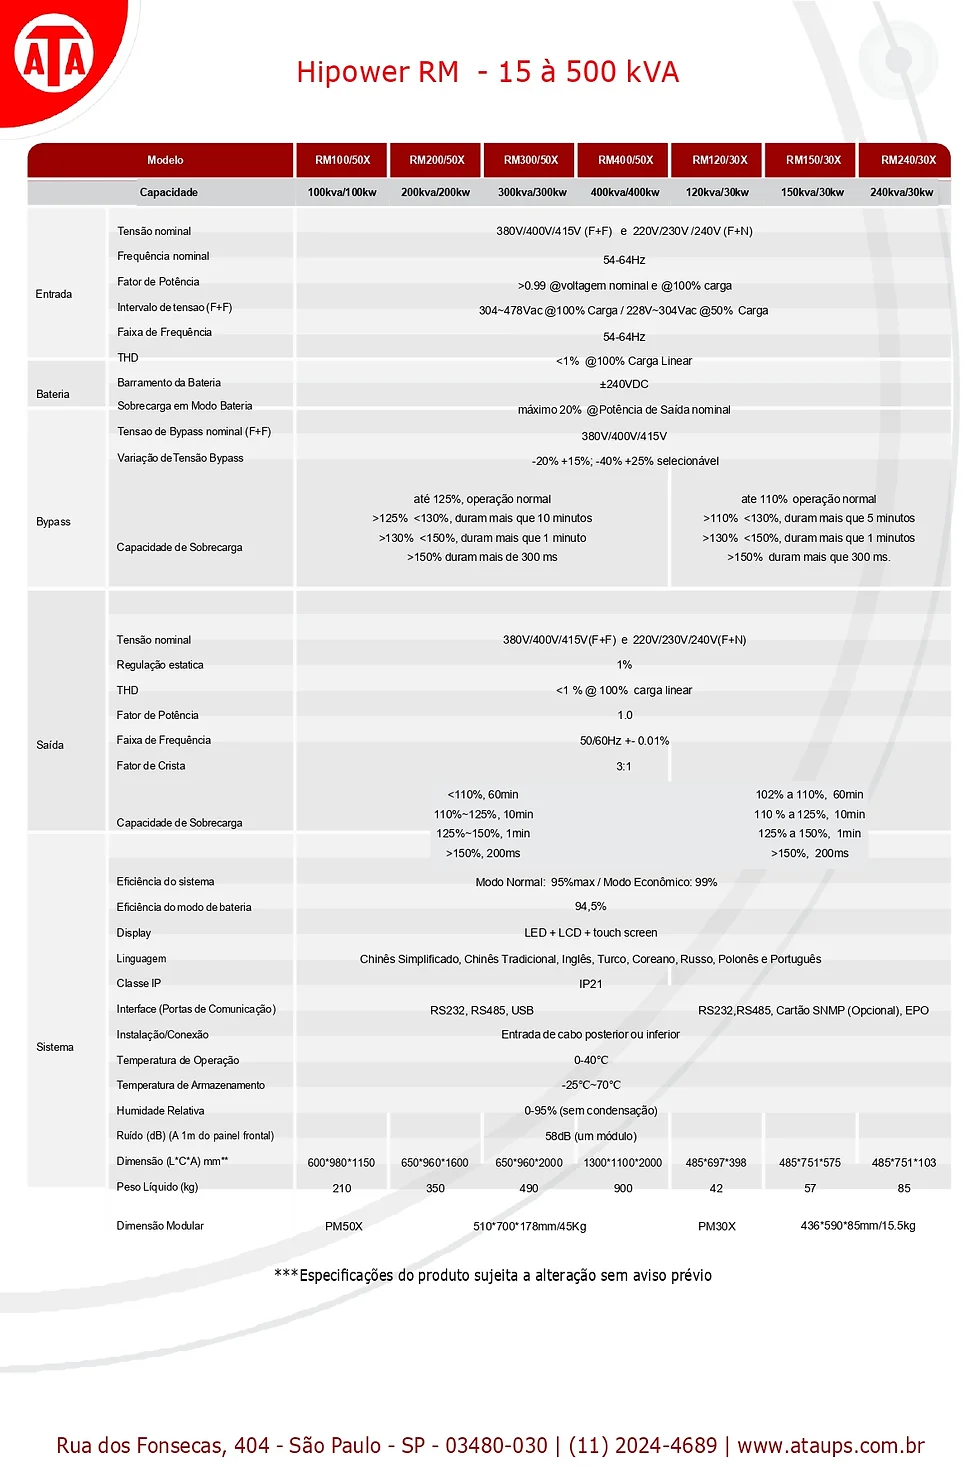 ATA
Hipower RM - 15 à 500 kVA
Modelo RM100/50X RM200/50X RM300/50X RM400/50X RM120/30X RM150/30X RM240/30X
Capacidade 100kva/100kw 200kva/200kw 300kva/300kw 400kva/400kw 120kva/30kw 150kva/30kw 240kva/30kw
Entrada
Tensão nominal 380V/400V/415V (F+F) e 220V/230V /240V (F+N)
Frequência nominal 54-64Hz
Fator de Potência >0.99 @voltagem nominal e @100% carga
Intervalo de tensao (F+F) 304~478Vac @100% Carga / 228V~304Vac @50% Carga
Faixa de Frequência 54-64Hz
THD <1% @100% Carga Linear
Bateria
Barramento da Bateria ±240VDC
Sobrecarga em Modo Bateria máximo 20% @Potência de Saída nominal
Bypass
Tensao de Bypass nominal (F+F) 380V/400V/415V
Variação de Tensão Bypass -20% +15%; -40% +25% selecionável
Capacidade de Sobrecarga
até 125%, operação normal ate 110% operação normal
>125% <130%, duram mais que 10 minutos >110% <130%, duram mais que 5 minutos
>130% <150%, duram mais que 1 minuto >130% <150%, duram mais que 1 minutos
>150% duram mais de 300 ms >150% duram mais que 300 ms.
Saída
Tensão nominal 380V/400V/415V(F+F) e 220V/230V/240V(F+N)
Regulação estatica 1%
THD <1 % @ 100% carga linear
Fator de Potência 1.0
Faixa de Frequência 50/60Hz +- 0.01%
Fator de Crista 3:1
Capacidade de Sobrecarga
<110%, 60min 102% a 110%, 60min
110%~125%, 10min 110 % a 125%, 10min
125%~150%, 1min 125% a 150%, 1min
>150%, 200ms >150%, 200ms
Sistema
Eficiência do sistema Modo Normal: 95%max / Modo Econômico: 99%
Eficiência do modo de bateria 94,5%
Display LED + LCD + touch screen
Linguagem Chinês Simplificado, Chinês Tradicional, Inglês, Turco, Coreano, Russo, Polonês e Português
Classe IP IP21
Interface (Portas de Comunicação) RS232, RS485, USB RS232,RS485, Cartão SNMP (Opcional), EPO
Instalação/Conexão Entrada de cabo posterior ou inferior
Temperatura de Operação 0-40℃
Temperatura de Armazenamento -25℃~70℃
Humidade Relativa 0-95% (sem condensação)
Ruído (dB) (A 1m do painel frontal) 58dB (um módulo)
Dimensão (L*C*A) mm** 600*980*1150 650*960*1600 650*960*2000 1300*1100*2000 485*697*398 485*751*575 485*751*103
Peso Líquido (kg) 210 350 490 900 42 57 85
Dimensão Modular PM50X 510*700*178mm/45Kg PM30X 436*590*85mm/15.5kg
***Especificações do produto sujeita a alteração sem aviso prévio
Rua dos Fonsecas, 404 - São Paulo - SP - 03480-030 | (11) 2024-4689 | www.ataups.com.br